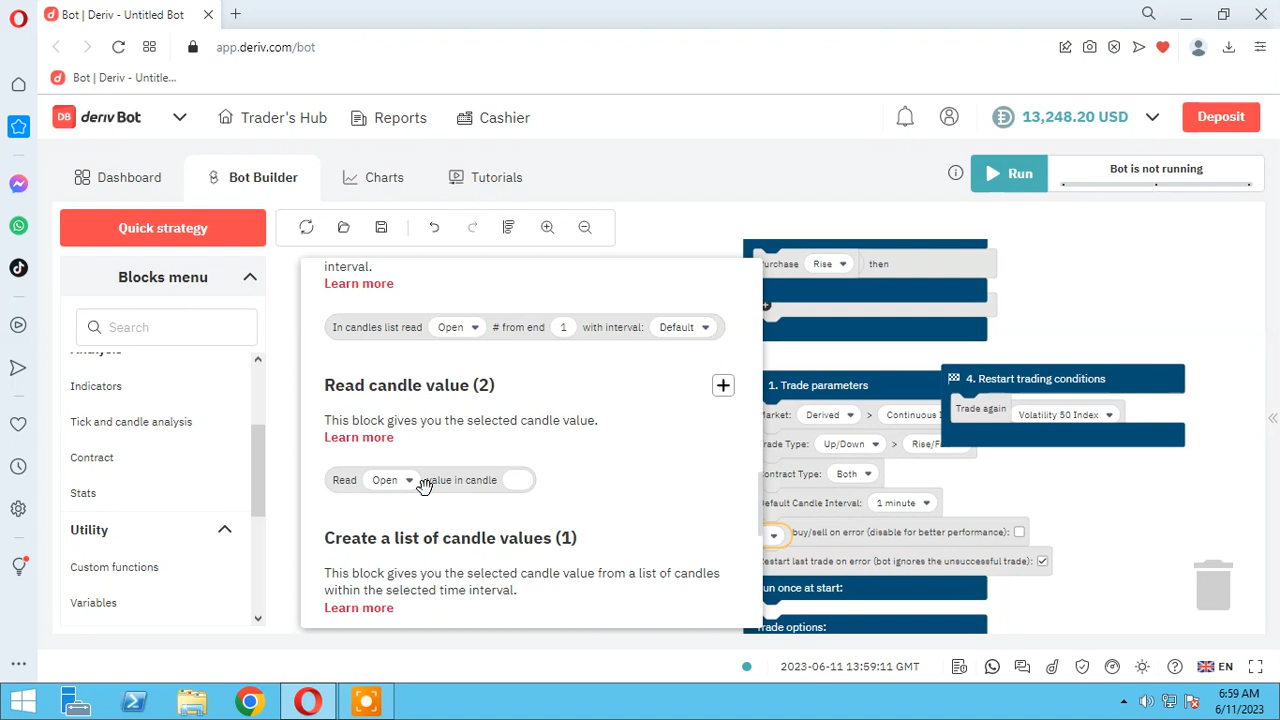 Bot | Deriv - Untitled Bot
app.deriv.com/bot
Bot | Deriv - Untitle...
DB deriv Bot
Trader's Hub
Reports
Cashier
13,248.20 USD
Deposit
Dashboard
Bot Builder
Charts
Tutorials
Run
Bot is not running
Quick strategy
Blocks menu
Search
Analysis
Indicators
Tick and candle analysis
Contract
Stats
Utility
Custom functions
Variables
interval.
Learn more
In candles list read Open # from end 1 with interval: Default
Read candle value (2)
This block gives you the selected candle value.
Learn more
Read Open value in candle
Create a list of candle values (1)
This block gives you the selected candle value from a list of candles
within the selected time interval.
Learn more
Purchase Rise then
1. Trade parameters
Market: Derived > Continuous I
Trade Type: Up/Down > Rise/F
Contract Type: Both
Default Candle Interval: 1 minute
buy/sell on error (disable for better performance):
Restart last trade on error (bot ignores the unsuccessful trade):
un once at start:
rade options:
4. Restart trading conditions
Trade again Volatility 50 Index
2023-06-11 13:59:11 GMT
EN
6:59 AM
6/11/2023